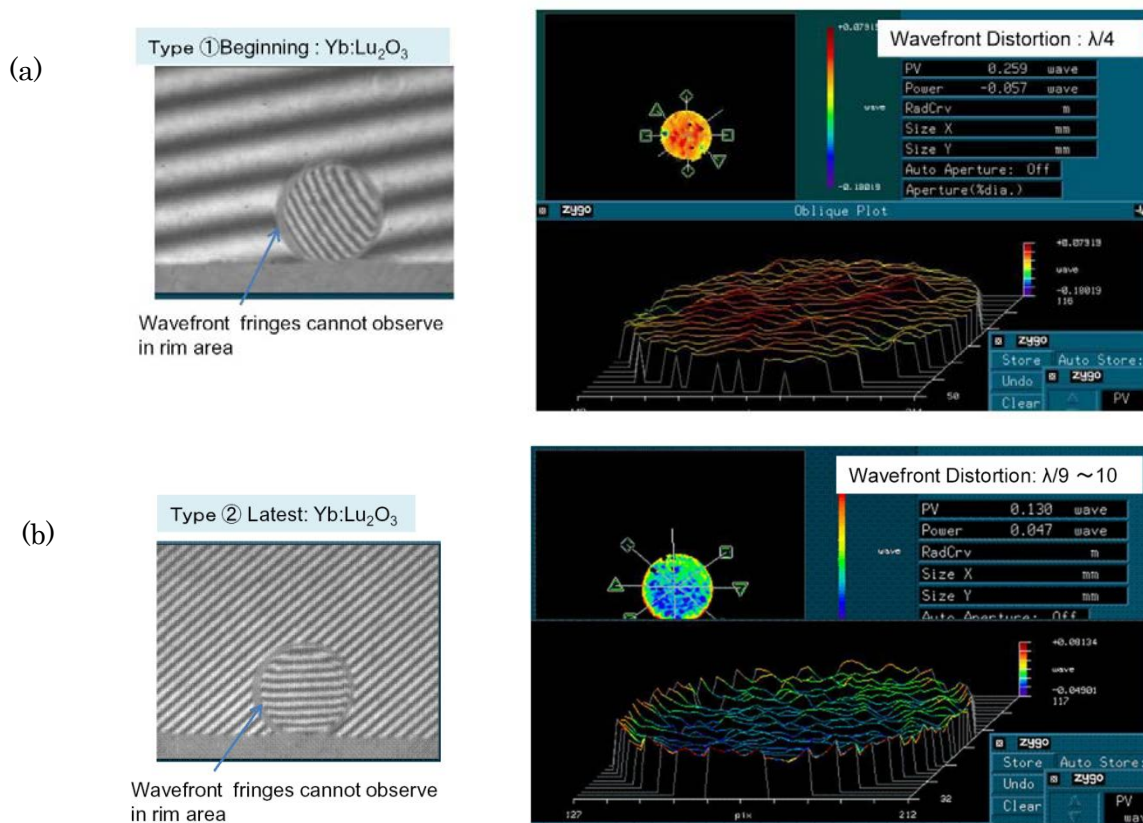 (a)
Type ①Beginning : Yb:Lu₂O₃
Wavefront fringes cannot observe
in rim area
+0.07919
wave
-0.18019
Wavefront Distortion : λ/4
PV 0.259 wave
Power -0.057 wave
RadCrv m
Size X mm
Size Y mm
Auto Aperture: Off
Aperture(%dia.)
zygo
Oblique Plot
+0.07919
wave
-0.18019
116
50
zygo
Store Auto Store:
Undo
zygo
Clear
PV
(b)
Type ② Latest: Yb:Lu₂O₃
Wavefront fringes cannot observe
in rim area
wave
Wavefront Distortion: λ/9 ～10
PV 0.130 wave
Power 0.047 wave
RadCrv m
Size X mm
Size Y mm
Auto Aperture: Off
+0.08134
wave
-0.04901
117
32
127
pix
212
zygo
Store Auto Store:
Undo
zygo
Clear
PV